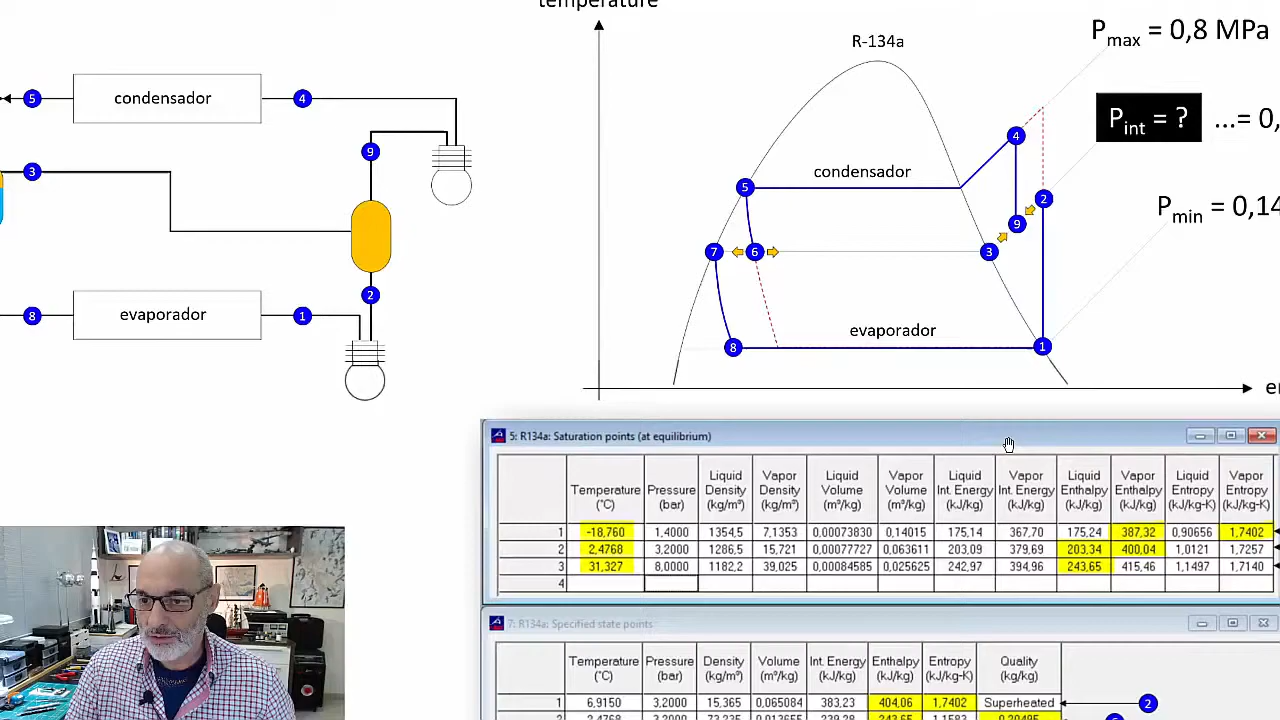 temperature
R-134a
Pmax = 0,8 MPa
Pint = ? ...= 0,
Pmin = 0,14
5 condensador 4
3
9
2
8 evaporador 1
condensador
4
5
2
9
7 6 3
evaporador
8 1
5: R134a: Saturation points (at equilibrium)
Temperature (°C) Pressure (bar) Liquid Density (kg/m³) Vapor Density (kg/m³) Liquid Volume (m³/kg) Vapor Volume (m³/kg) Liquid Int. Energy (kJ/kg) Vapor Int. Energy (kJ/kg) Liquid Enthalpy (kJ/kg) Vapor Enthalpy (kJ/kg) Liquid Entropy (kJ/kg-K) Vapor Entropy (kJ/kg-K)
1 -18,760 1,4000 1354,5 7,1353 0,00073830 0,14015 175,14 367,70 175,24 387,32 0,90656 1,7402
2 2,4768 3,2000 1286,5 15,721 0,00077727 0,063611 203,09 379,69 203,34 400,04 1,0121 1,7257
3 31,327 8,0000 1182,2 39,025 0,00084585 0,025625 242,97 394,96 243,65 415,46 1,1497 1,7140
4
7: R134a: Specified state points
Temperature (°C) Pressure (bar) Density (kg/m³) Volume (m³/kg) Int. Energy (kJ/kg) Enthalpy (kJ/kg) Entropy (kJ/kg-K) Quality (kg/kg)
1 6,9150 3,2000 15,365 0,065084 383,23 404,06 1,7402 Superheated 2